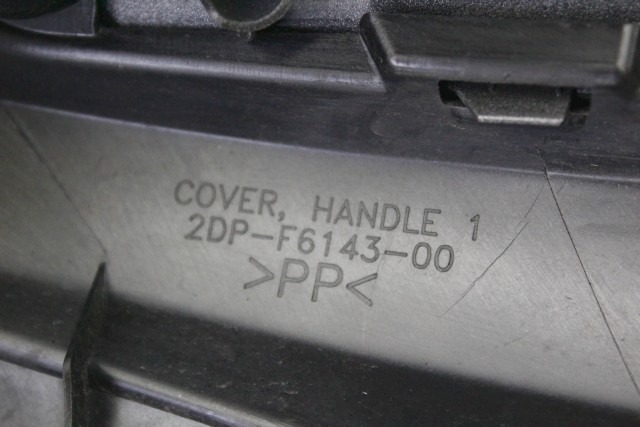 COVER, HANDLE 1
2DP-F6143-00
>PP<